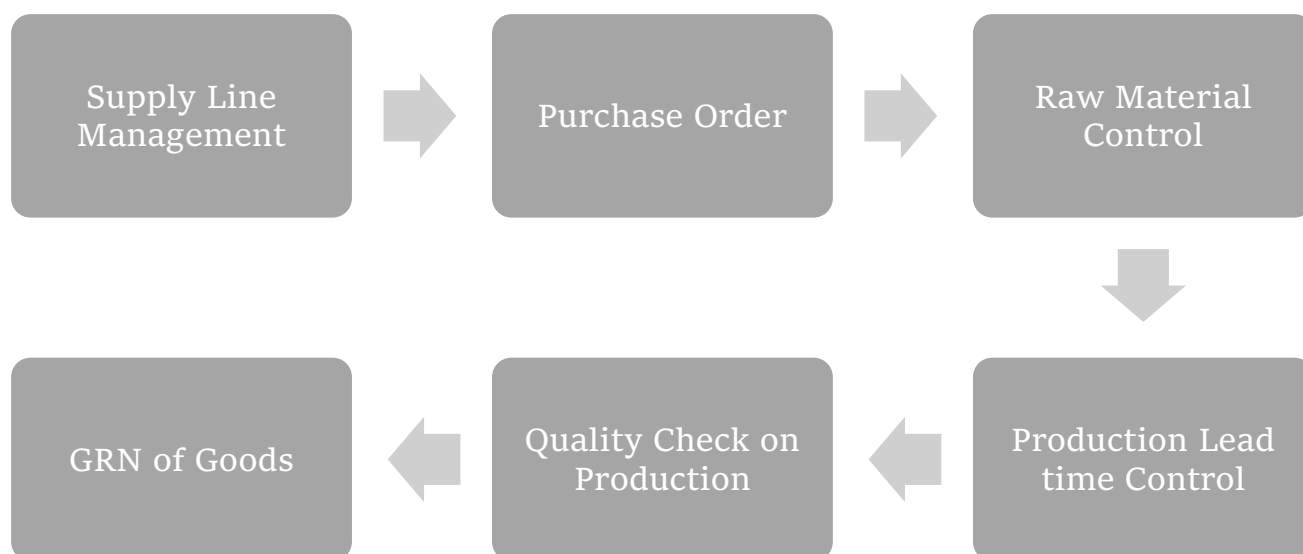 Supply Line
Management
Purchase Order
Raw Material
Control
Production Lead
time Control
Quality Check on
Production
GRN of Goods